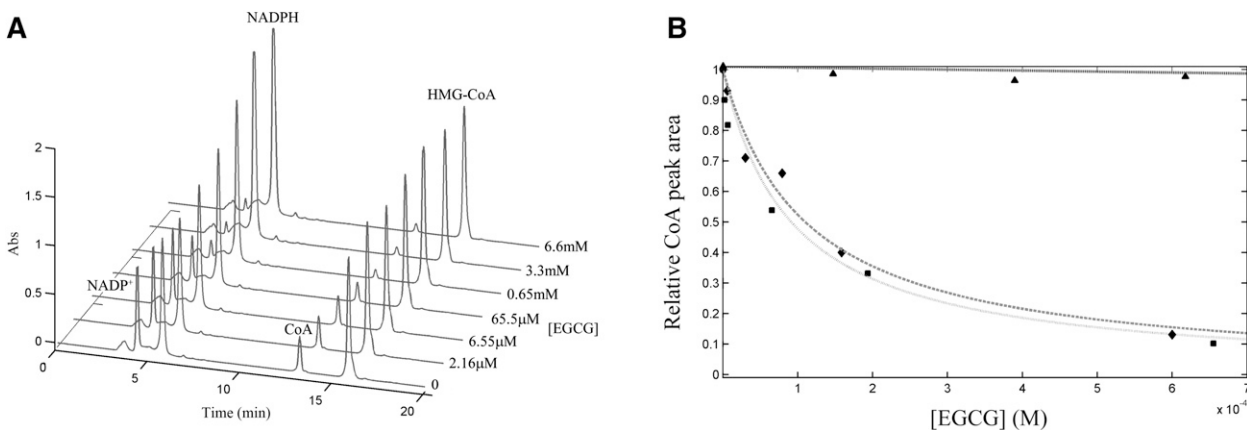 A
NADPH
HMG-CoA
2
1.5
1
0.5
0
Abs
NADP+
CoA
6.6mM
3.3mM
0.65mM
65.5µM
[EGCG]
6.55µM
2.16µM
0
0
5
10
15
20
Time (min)
B
1
0.9
0.8
0.7
0.6
0.5
0.4
0.3
0.2
0.1
0
Relative CoA peak area
1
2
3
4
5
6
7
x 10⁻⁴
[EGCG] (M)